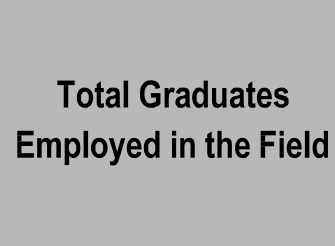 Total Graduates
Employed in the Field